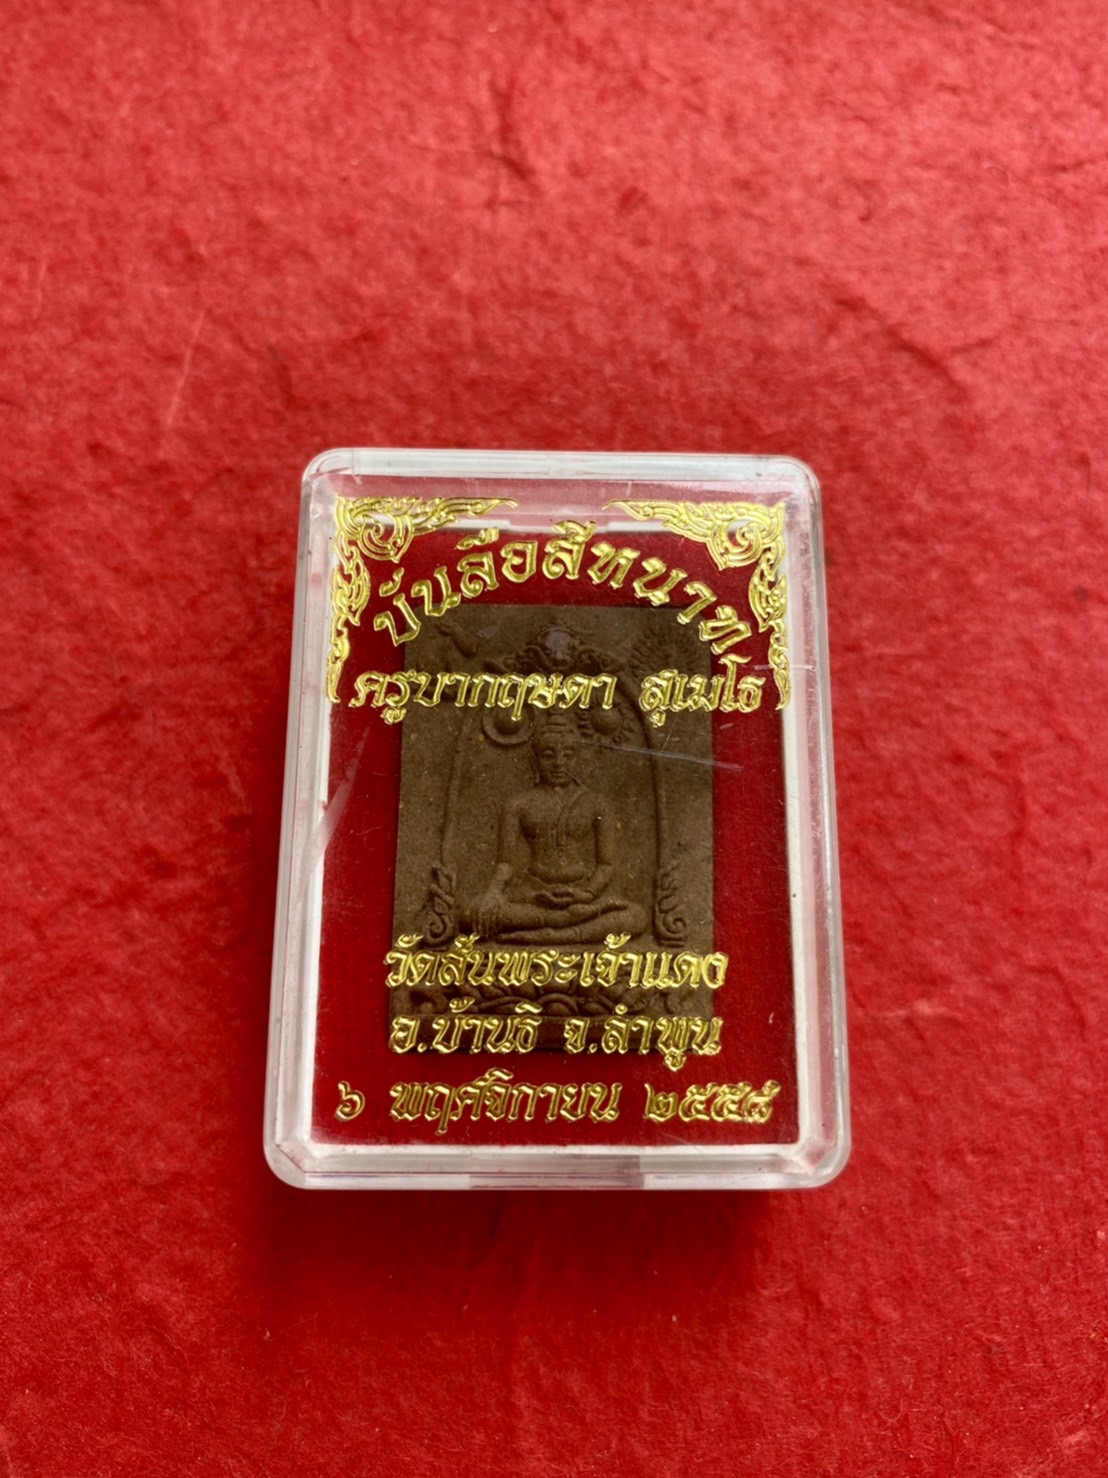 บันลือสีหนาท
ครูบากฤษดา สุเมโธ
วัดสันพระเจ้าแดง
อ.บ้านธิ จ.ลำพูน
๖ พฤศจิกายน ๒๕๕๘